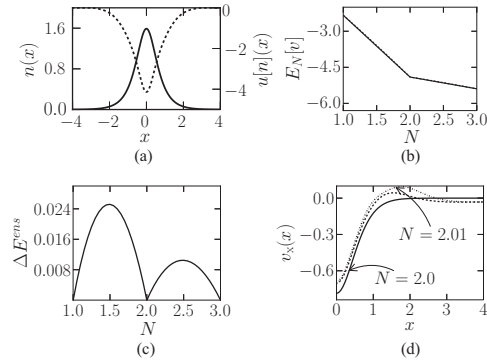 1.6
0.8
0.0
n(x)
0
−2
−4
u[n](x)
−4 −2 0 2 4
x
(a)
−3.0
−4.5
−6.0
E_N[v]
1.0 1.5 2.0 2.5 3.0
N
(b)
0.024
0.016
0.008
ΔE^{ens}
1.0 1.5 2.0 2.5 3.0
N
(c)
0.0
−0.3
−0.6
v_x(x)
N = 2.01
N = 2.0
0 1 2 3 4
x
(d)